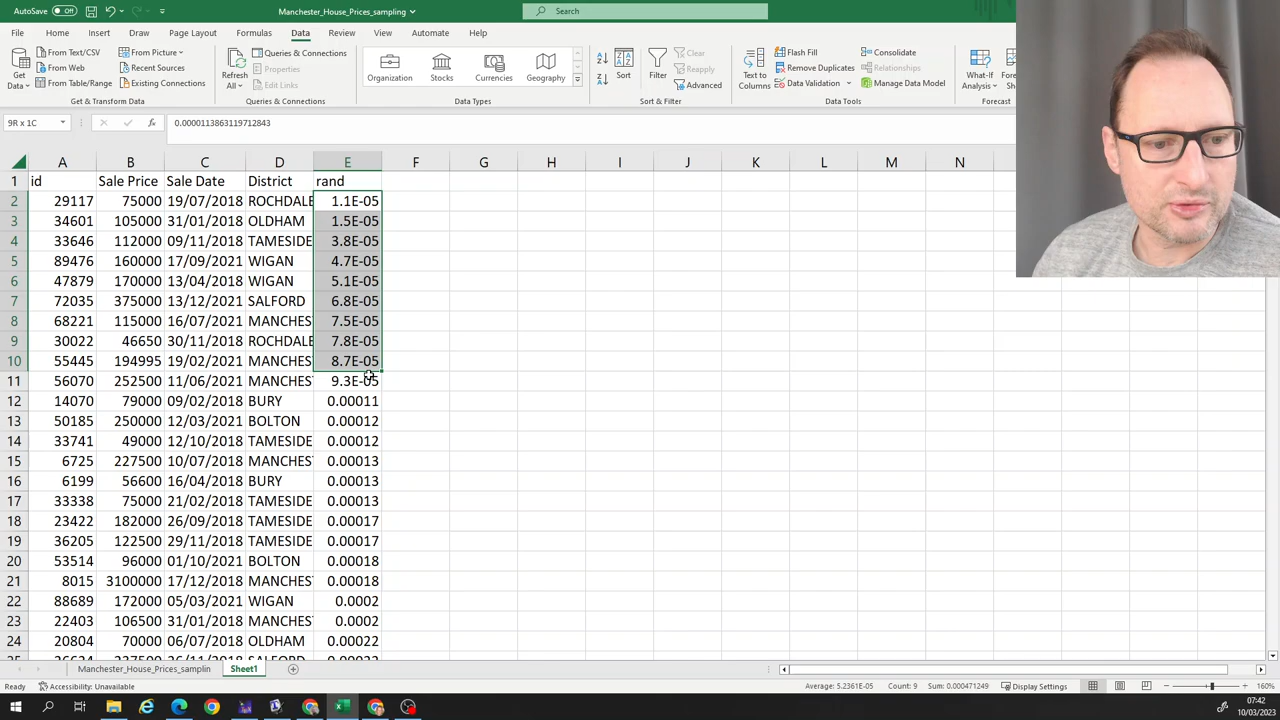 AutoSave Off Manchester_House_Prices_sampling Search
File Home Insert Draw Page Layout Formulas Data Review View Automate Help
Get Data From Text/CSV From Picture Refresh All Queries & Connections Organization Stocks Currencies Geography Sort Filter Clear Text to Columns Flash Fill Consolidate What-If Analysis
From Web Recent Sources Properties Reapply Remove Duplicates Relationships
From Table/Range Existing Connections Edit Links Advanced Data Validation Manage Data Model
Get & Transform Data Queries & Connections Data Types Sort & Filter Data Tools Forecast
9R x 1C fx 0.0000113863119712843
A B C D E F G H I J K L M N
1 id Sale Price Sale Date District rand
2 29117 75000 19/07/2018 ROCHDALE 1.1E-05
3 34601 105000 31/01/2018 OLDHAM 1.5E-05
4 33646 112000 09/11/2018 TAMESIDE 3.8E-05
5 89476 160000 17/09/2021 WIGAN 4.7E-05
6 47879 170000 13/04/2018 WIGAN 5.1E-05
7 72035 375000 13/12/2021 SALFORD 6.8E-05
8 68221 115000 16/07/2021 MANCHES 7.5E-05
9 30022 46650 30/11/2018 ROCHDALE 7.8E-05
10 55445 194995 19/02/2021 MANCHES 8.7E-05
11 56070 252500 11/06/2021 MANCHES 9.3E-05
12 14070 79000 09/02/2018 BURY 0.00011
13 50185 250000 12/03/2021 BOLTON 0.00012
14 33741 49000 12/10/2018 TAMESIDE 0.00012
15 6725 227500 10/07/2018 MANCHES 0.00013
16 6199 56600 16/04/2018 BURY 0.00013
17 33338 75000 21/02/2018 TAMESIDE 0.00013
18 23422 182000 26/09/2018 TAMESIDE 0.00017
19 36205 122500 29/11/2018 TAMESIDE 0.00017
20 53514 96000 01/10/2021 BOLTON 0.00018
21 8015 3100000 17/12/2018 MANCHES 0.00018
22 88689 172000 05/03/2021 WIGAN 0.0002
23 22403 106500 31/01/2018 MANCHES 0.0002
24 20804 70000 06/07/2018 OLDHAM 0.00022
Manchester_House_Prices_samplin Sheet1
Ready Accessibility: Unavailable Average: 5.2361E-05 Count: 9 Sum: 0.000471249 Display Settings 160%
07:42
10/03/2023